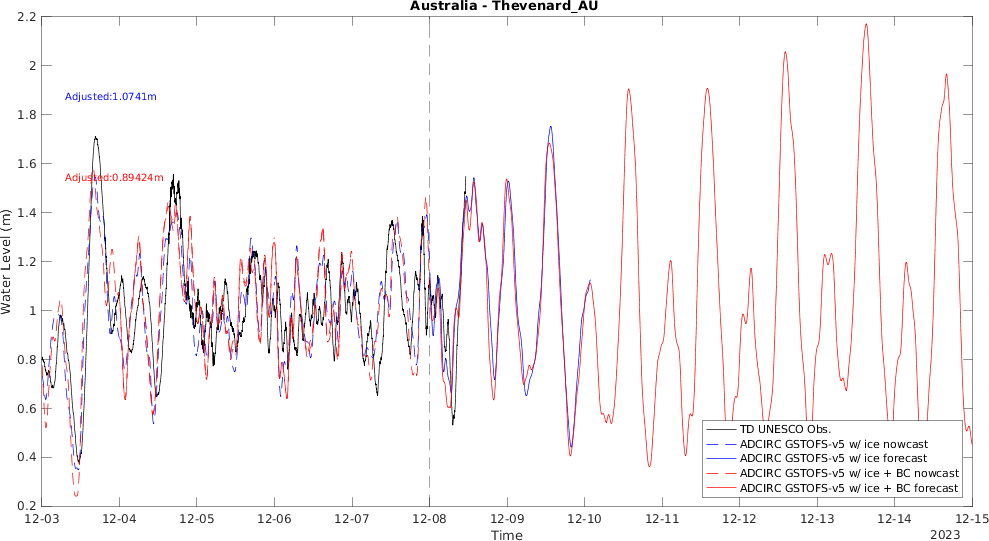 Australia - Thevenard_AU
2.2
2
1.8
1.6
1.4
1.2
1
0.8
0.6
0.4
0.2
Water Level (m)
Adjusted:1.0741m
Adjusted:0.89424m
TD UNESCO Obs.
ADCIRC GSTOFS-v5 w/ ice nowcast
ADCIRC GSTOFS-v5 w/ ice forecast
ADCIRC GSTOFS-v5 w/ ice + BC nowcast
ADCIRC GSTOFS-v5 w/ ice + BC forecast
12-03 12-04 12-05 12-06 12-07 12-08 12-09 12-10 12-11 12-12 12-13 12-14 12-15
Time
2023